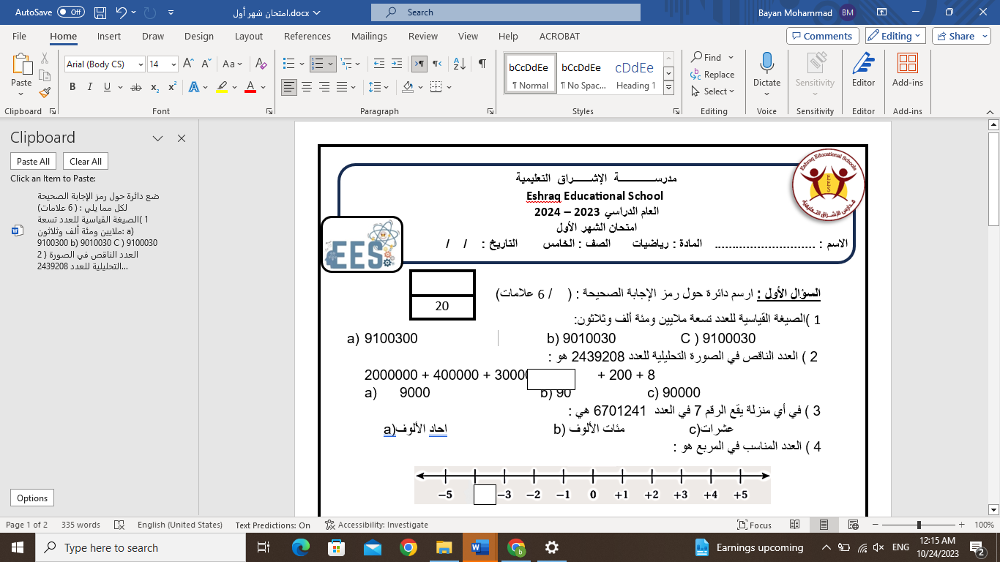 AutoSave Off امتحان شهر أول.docx Search Bayan Mohammad BM
File Home Insert Draw Design Layout References Mailings Review View Help ACROBAT Comments Editing Share
Paste Arial (Body CS) 14 Aa bCcDdEe bCcDdEe cDdEe Find Replace Select Dictate Sensitivity Editor Add-ins
¶ Normal ¶ No Spac... Heading 1
Clipboard Font Paragraph Styles Editing Voice Sensitivity Editor Add-ins
Clipboard
Paste All Clear All
Click an Item to Paste:
ضع دائرة حول رمز الإجابة الصحيحة
لكل مما يلي : ( 6 علامات)
1 )الصيغة القياسية للعدد تسعة
ملايين ومئة ألف وثلاثون: a)
9100300 b) 9010030 C ) 9100030
2 ) العدد الناقص في الصورة
التحليلية للعدد 2439208...
Options
مدرســـــــة الإشـــراق التعليمية
Eshraq Educational School
العام الدراسي 2023 – 2024
امتحان الشهر الأول
الاسم : ............................ المادة : رياضيات الصف : الخامس التاريخ : / /
Eshraq Educational Schools
EES
مدارس الإشراق التعليمية
EES
20
السؤال الأول : ارسم دائرة حول رمز الإجابة الصحيحة : ( / 6 علامات)
1 )الصيغة القياسية للعدد تسعة ملايين ومئة ألف وثلاثون:
a) 9100300 b) 9010030 C ) 9100030
2 ) العدد الناقص في الصورة التحليلية للعدد 2439208 هو :
2000000 + 400000 + 30000 + 200 + 8
a) 9000 b) 90 c) 90000
3 ) في أي منزلة يقع الرقم 7 في العدد 6701241 هي :
a)احاد الألوف b) مئات الألوف c)عشرات
4 ) العدد المناسب في المربع هو :
−5 −3 −2 −1 0 +1 +2 +3 +4 +5
Page 1 of 2 335 words English (United States) Text Predictions: On Accessibility: Investigate Focus 100%
Type here to search Earnings upcoming ENG 12:15 AM
10/24/2023 2